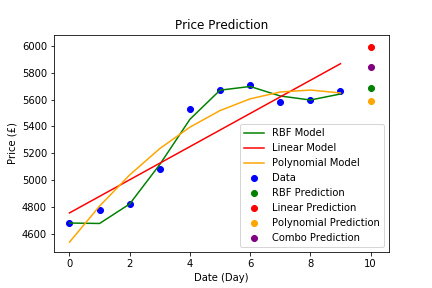 Price Prediction
6000
5800
5600
5400
5200
5000
4800
4600
Price (£)
0
2
4
6
8
10
Date (Day)
RBF Model
Linear Model
Polynomial Model
Data
RBF Prediction
Linear Prediction
Polynomial Prediction
Combo Prediction